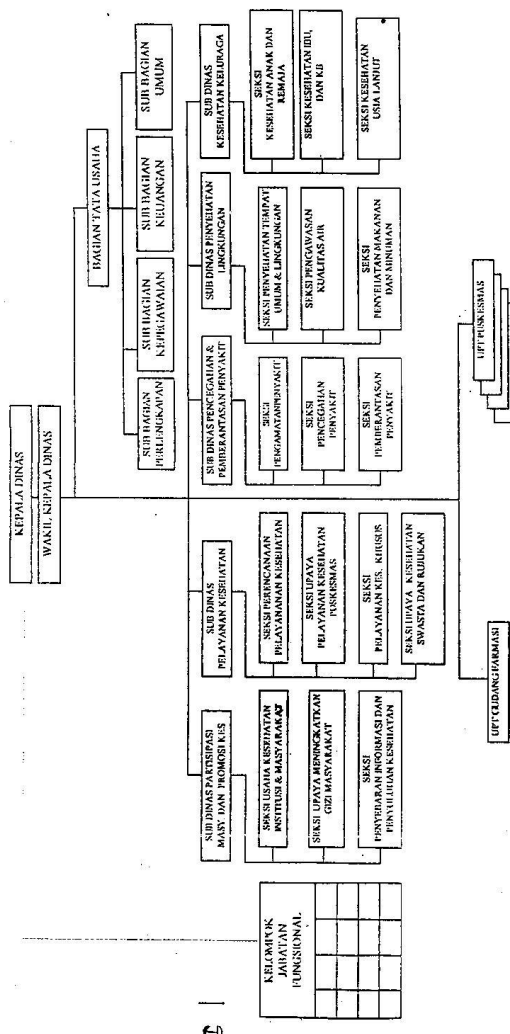 KEPALA DINAS
WAKIL KEPALA DINAS
BAGIAN TATA USAHA
SUB BAGIAN
PERLENGKAPAN
SUB BAGIAN
KEPEGAWAIAN
SUB BAGIAN
KEUANGAN
SUB BAGIAN
UMUM
SUB DINAS PARTISIPASI
MASY DAN PROMOSI KES
SUB DINAS
PELAYANAN KESEHATAN
SUB DINAS PENCEGAHAN &
PEMBERANTASAN PENYAKIT
SUB DINAS PENYEHATAN
LINGKUNGAN
SUB DINAS
KESEHATAN KELURAGA
SEKSI USAHA KESEHATAN
INSTITUSI & MASYARAKAT
SEKSI UPAYA MENINGKATKAN
GIZI MASYARAKAT
SEKSI
PENYEBARAN INFORMASI DAN
PENYULUHAN KESEHATAN
SEKSI PERENCANAAN
PELAYANANAN KESEHATAN
SEKSI UPAYA
PELAYANAN KESEHATAN
PUSKESMAS
SEKSI
PELAYANAN KES. KHUSUS
SEKSI UPAYA KESEHATAN
SWASTA DAN RUJUKAN
SEKSI
PENGAMATAN PENYAKIT
SEKSI
PENCEGAHAN
PENYAKIT
SEKSI
PEMBERANTASAN
PENYAKIT
SEKSI PENYEHATAN TEMPAT
UMUM & LINGKUNGAN
SEKSI PENGAWASAN
KUALITAS AIR
SEKSI
PENYEHATAN MAKANAN
DAN MINUMAN
SEKSI
KESEHATAN ANAK DAN
REMAJA
SEKSI KESEHATAN IDU,
DAN KB
SEKSI KESEHATAN
USIA LANJUT
KELOMPOK
JABATAN
FUNGSIONAL
UPT GUDANG FARMASI
UPT PUSKESMAS